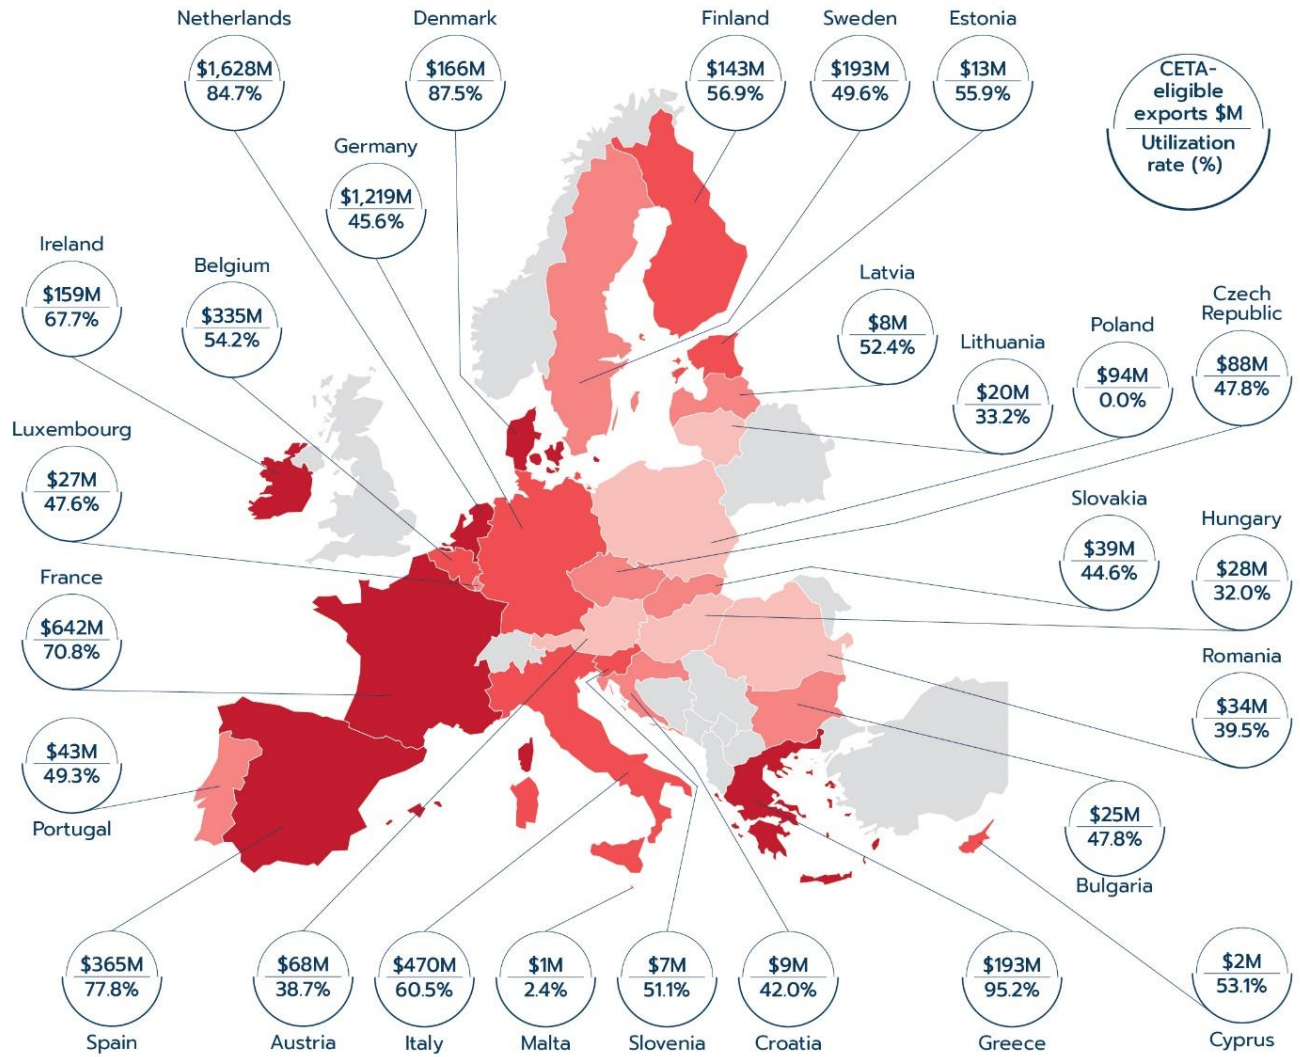 Netherlands
$1,628M
84.7%
Denmark
$166M
87.5%
Finland
$143M
56.9%
Sweden
$193M
49.6%
Estonia
$13M
55.9%
CETA-
eligible
exports $M
Utilization
rate (%)
Germany
$1,219M
45.6%
Ireland
$159M
67.7%
Belgium
$335M
54.2%
Latvia
$8M
52.4%
Lithuania
$20M
33.2%
Poland
$94M
0.0%
Czech
Republic
$88M
47.8%
Luxembourg
$27M
47.6%
Slovakia
$39M
44.6%
Hungary
$28M
32.0%
France
$642M
70.8%
Romania
$34M
39.5%
$43M
49.3%
Portugal
$25M
47.8%
Bulgaria
$365M
77.8%
Spain
$68M
38.7%
Austria
$470M
60.5%
Italy
$1M
2.4%
Malta
$7M
51.1%
Slovenia
$9M
42.0%
Croatia
$193M
95.2%
Greece
$2M
53.1%
Cyprus